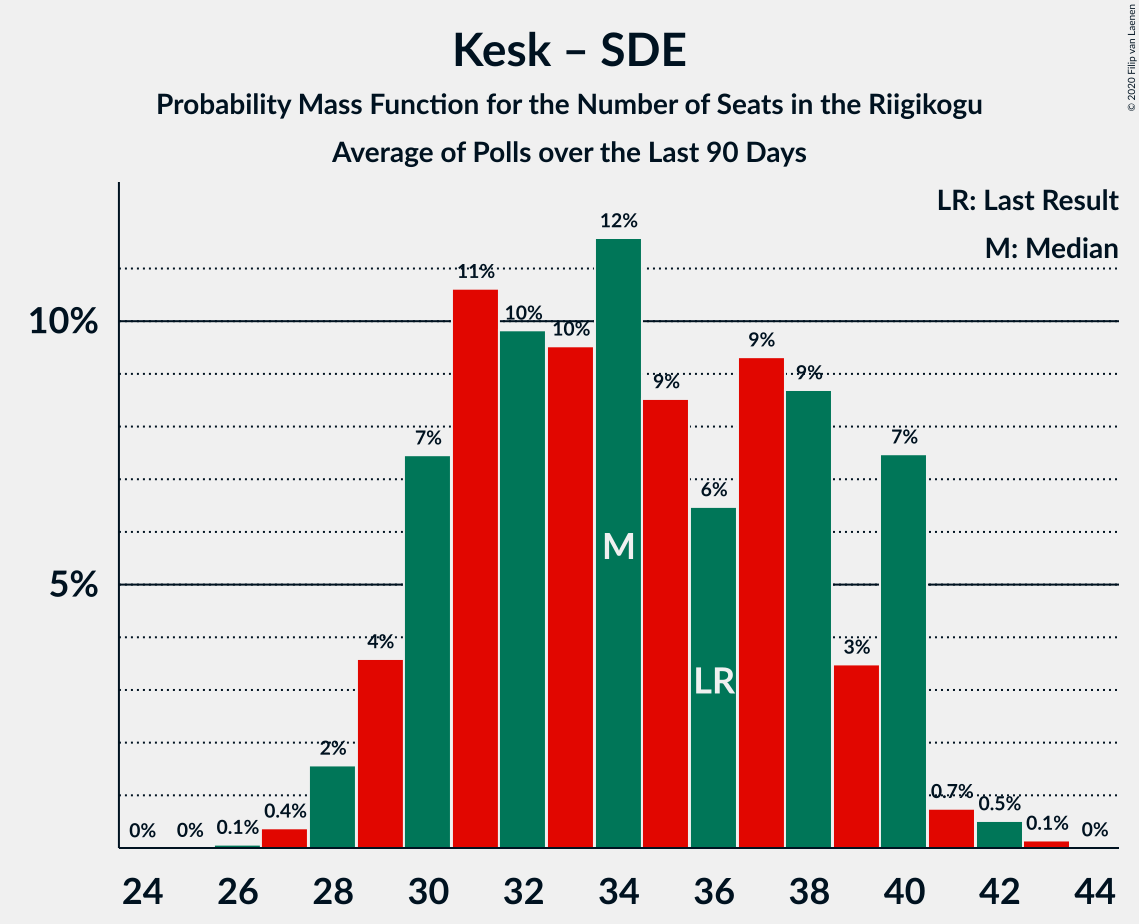 Kesk – SDE
Probability Mass Function for the Number of Seats in the Riigikogu
Average of Polls over the Last 90 Days
© 2020 Filip van Laenen
LR: Last Result
M: Median
10%
5%
0%
0%
0.1%
0.4%
2%
4%
7%
11%
10%
10%
12%
9%
6%
9%
9%
3%
7%
0.7%
0.5%
0.1%
0%
M
LR
24 26 28 30 32 34 36 38 40 42 44